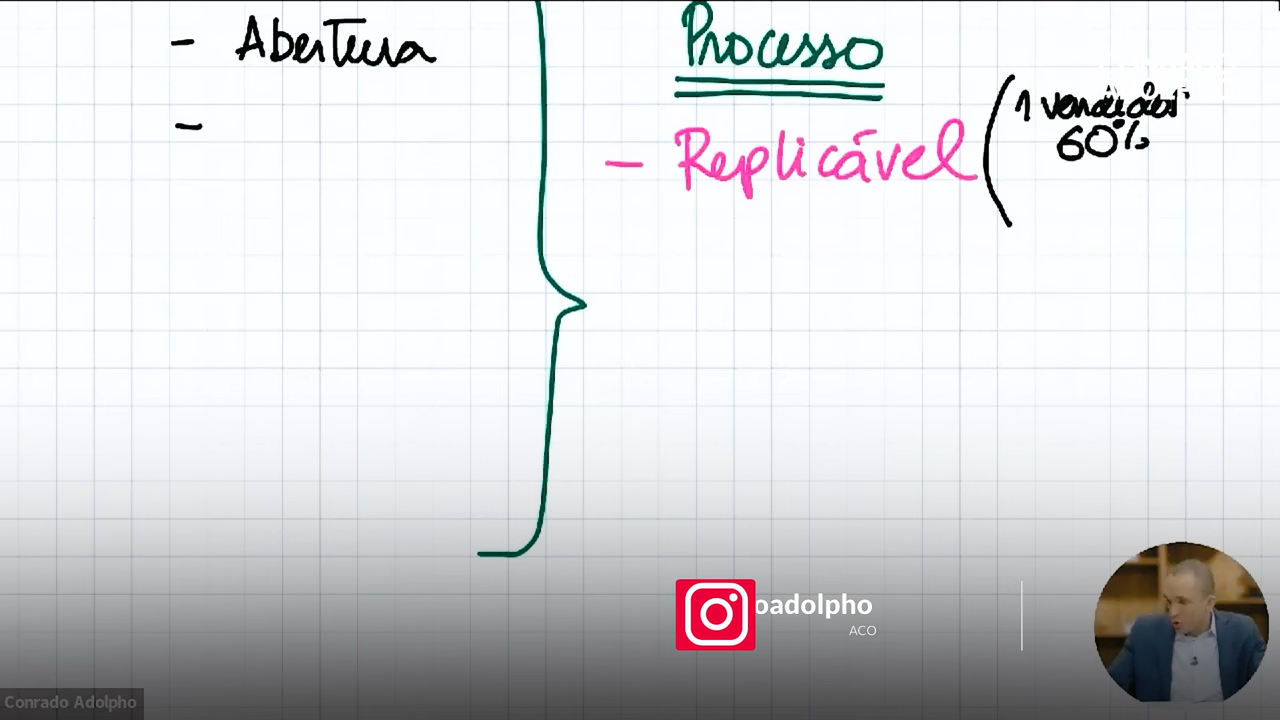 - Abertura
-
Processo
- Replicável
1 vendedor
60%
oadolpho
ACO
Conrado Adolpho